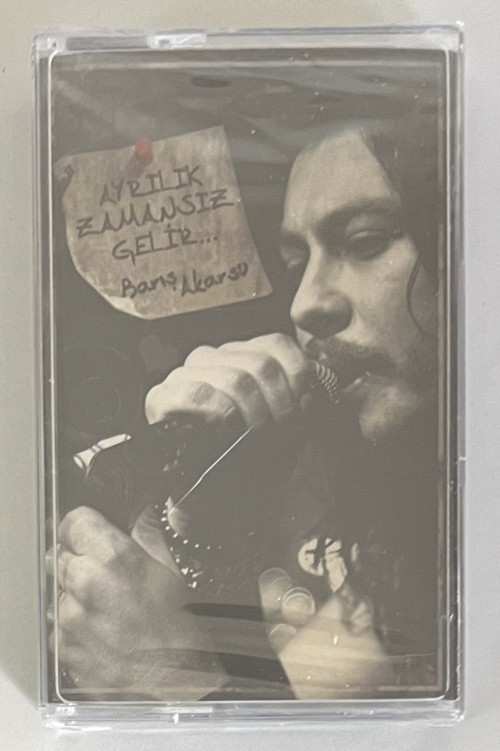 AYRILIK
ZAMANSIZ
GELİR...
Barış Akarsu